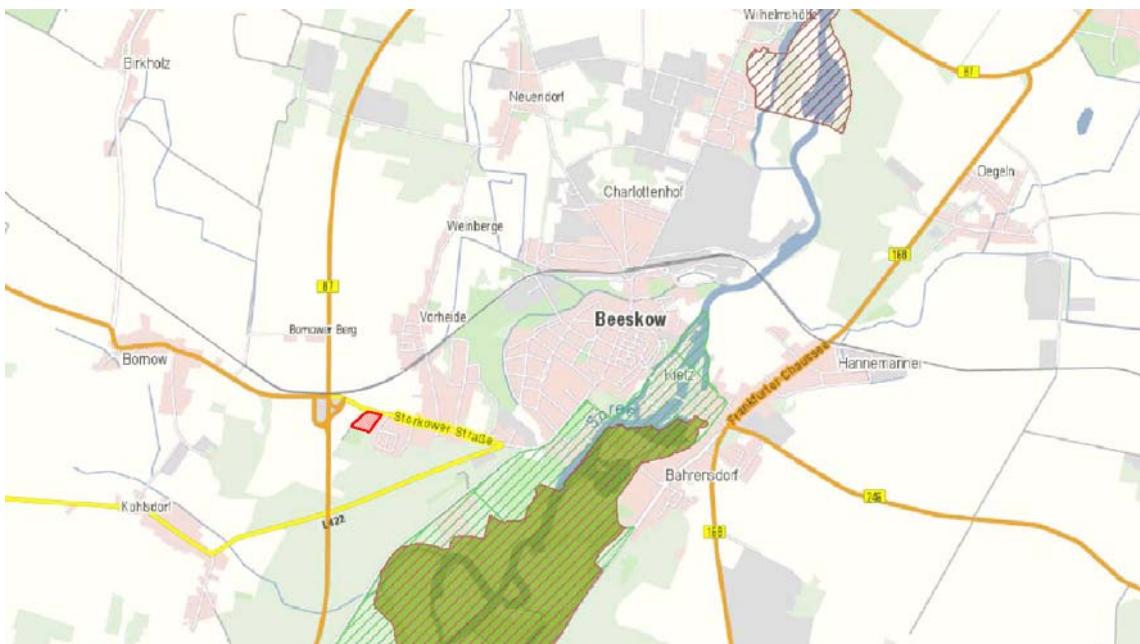 Wilhelmshöhe
Birkholz
87
Neuendorf
Oegeln
Charlottenhof
Weinberge
168
87
Vorheide
Beeskow
Bornower Berg
Bornow
Kietz
Hannemannei
Frankfurter Chaussee
Storkower Straße
Spree
Bahrensdorf
246
Kohlsdorf
L422
168